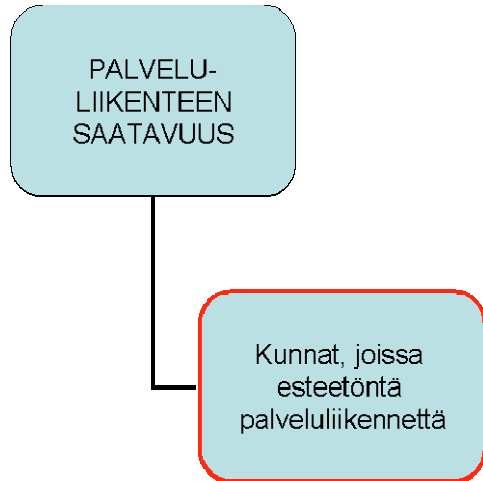 PALVELU-
LIIKENTEEN
SAATAVUUS
Kunnat, joissa
esteetöntä
palveluliikennettä